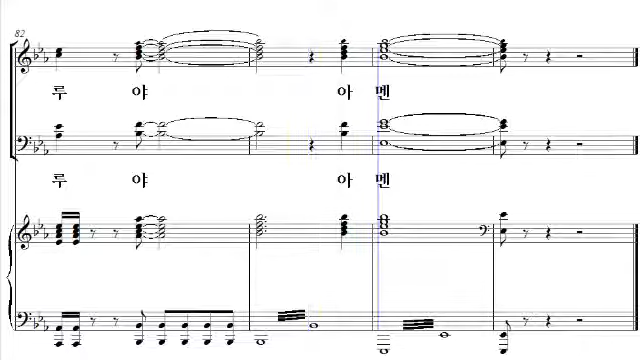 82
루 야 아 멘
루 야 아 멘